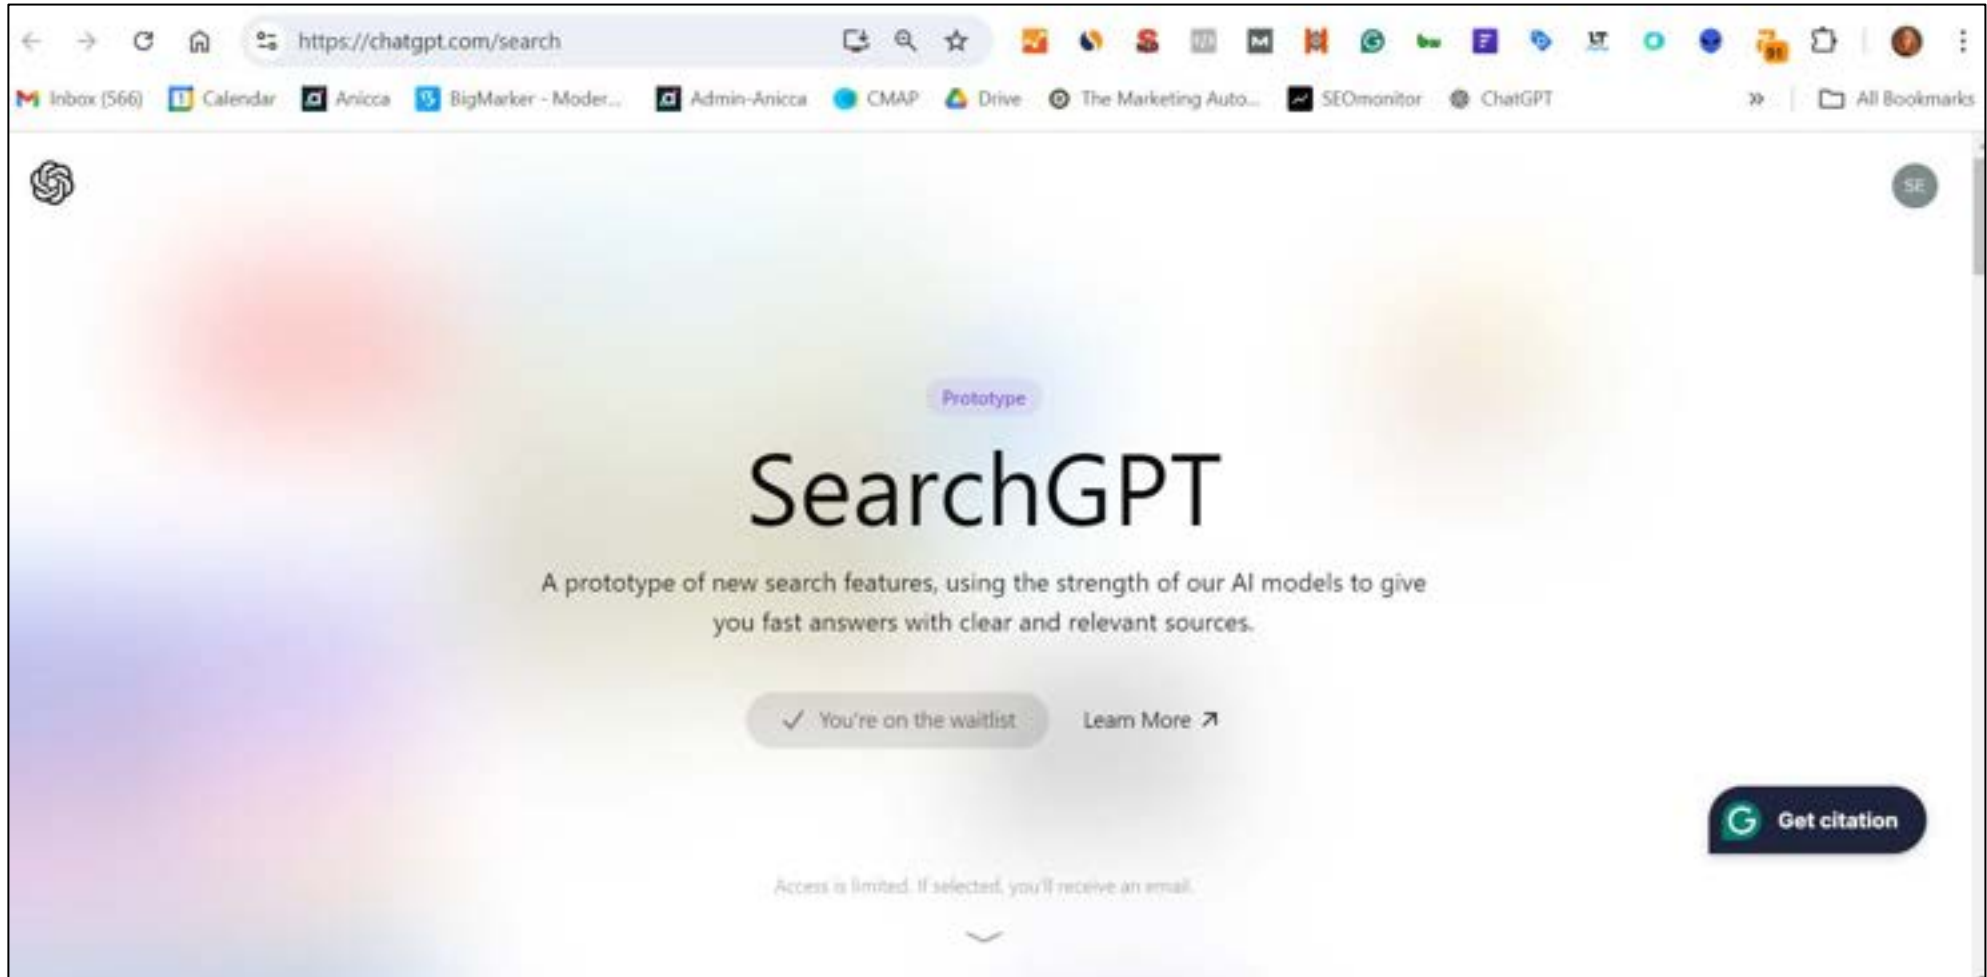 https://chatgpt.com/search
Inbox (566) Calendar Anicca BigMarker - Moder... Admin-Anicca CMAP Drive The Marketing Auto... SEOmonitor ChatGPT » All Bookmarks
SE
Prototype
SearchGPT
A prototype of new search features, using the strength of our AI models to give
you fast answers with clear and relevant sources.
You're on the waitlist Learn More
Get citation
Access is limited. If selected, you'll receive an email.